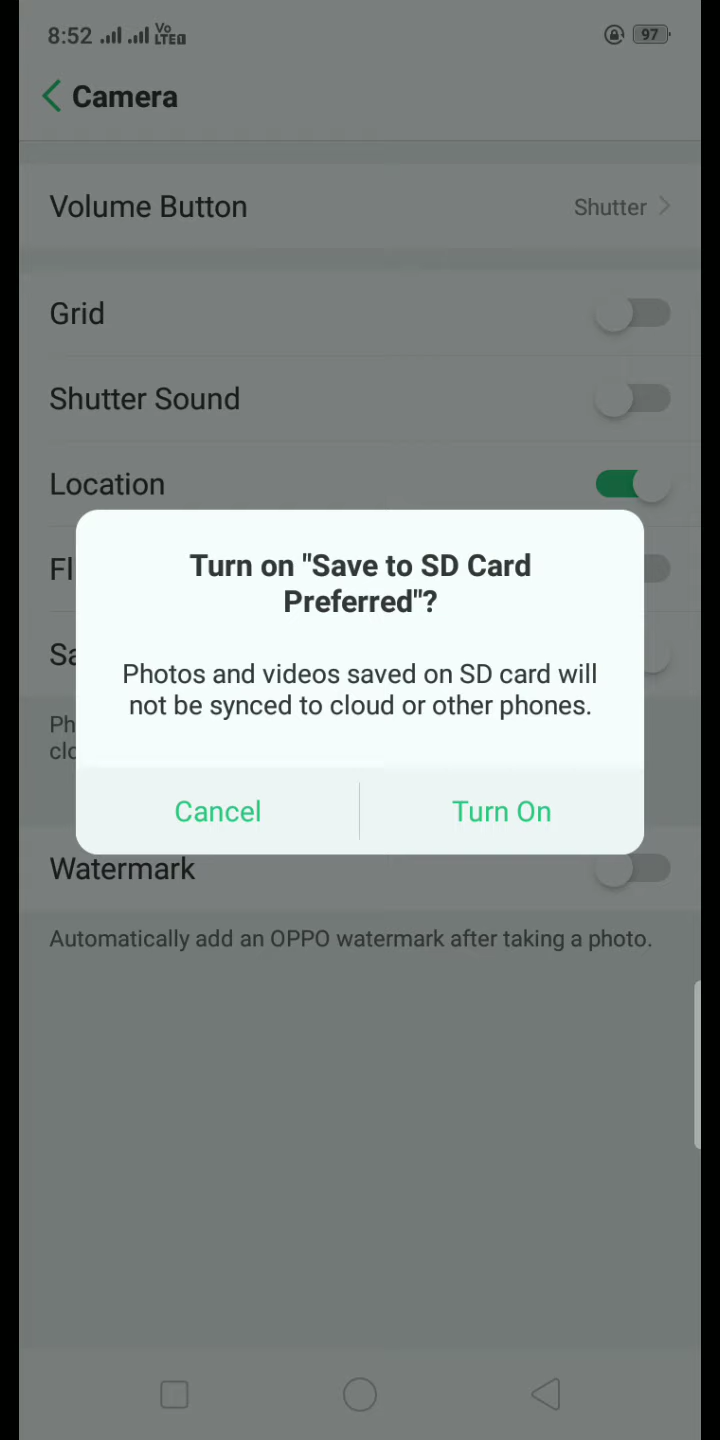 8:52 Vo LTE 97
Camera
Volume Button Shutter
Grid
Shutter Sound
Location
Fl
Sa
Ph
clo
Turn on "Save to SD Card
Preferred"?
Photos and videos saved on SD card will
not be synced to cloud or other phones.
Cancel Turn On
Watermark
Automatically add an OPPO watermark after taking a photo.